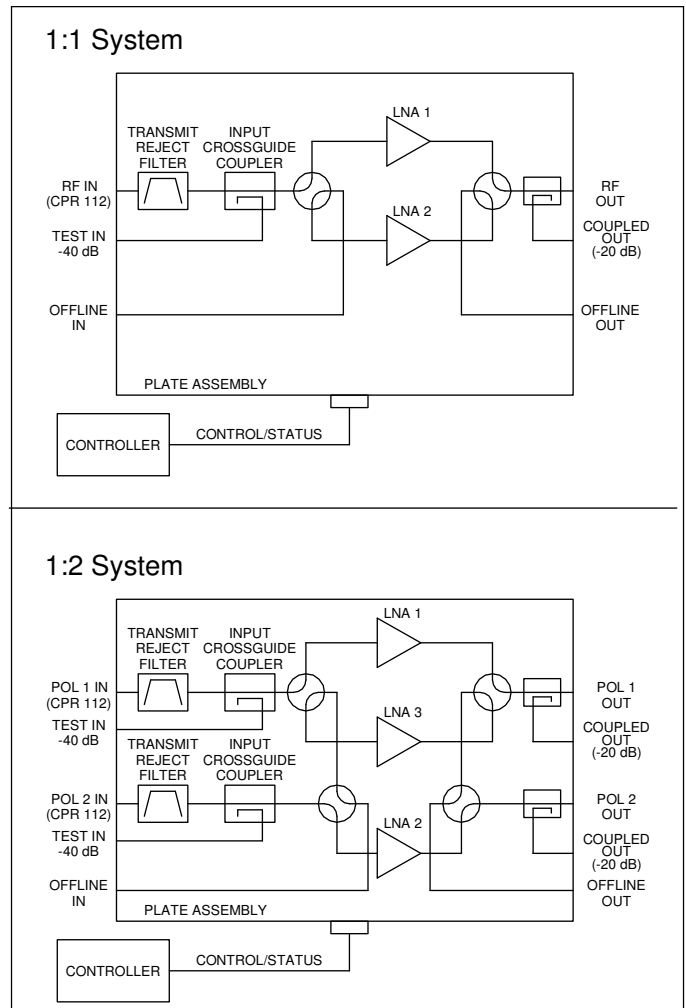 1:1 System
LNA 1
TRANSMIT
REJECT
FILTER
INPUT
CROSSGUIDE
COUPLER
RF IN
(CPR 112)
RF
OUT
TEST IN
-40 dB
LNA 2
COUPLED
OUT
(-20 dB)
OFFLINE
IN
OFFLINE
OUT
PLATE ASSEMBLY
CONTROLLER
CONTROL/STATUS
1:2 System
LNA 1
TRANSMIT
REJECT
FILTER
INPUT
CROSSGUIDE
COUPLER
POL 1 IN
(CPR 112)
POL 1
OUT
TEST IN
-40 dB
LNA 3
COUPLED
OUT
(-20 dB)
TRANSMIT
REJECT
FILTER
INPUT
CROSSGUIDE
COUPLER
POL 2 IN
(CPR 112)
POL 2
OUT
TEST IN
-40 dB
LNA 2
COUPLED
OUT
(-20 dB)
OFFLINE
IN
OFFLINE
OUT
PLATE ASSEMBLY
CONTROLLER
CONTROL/STATUS